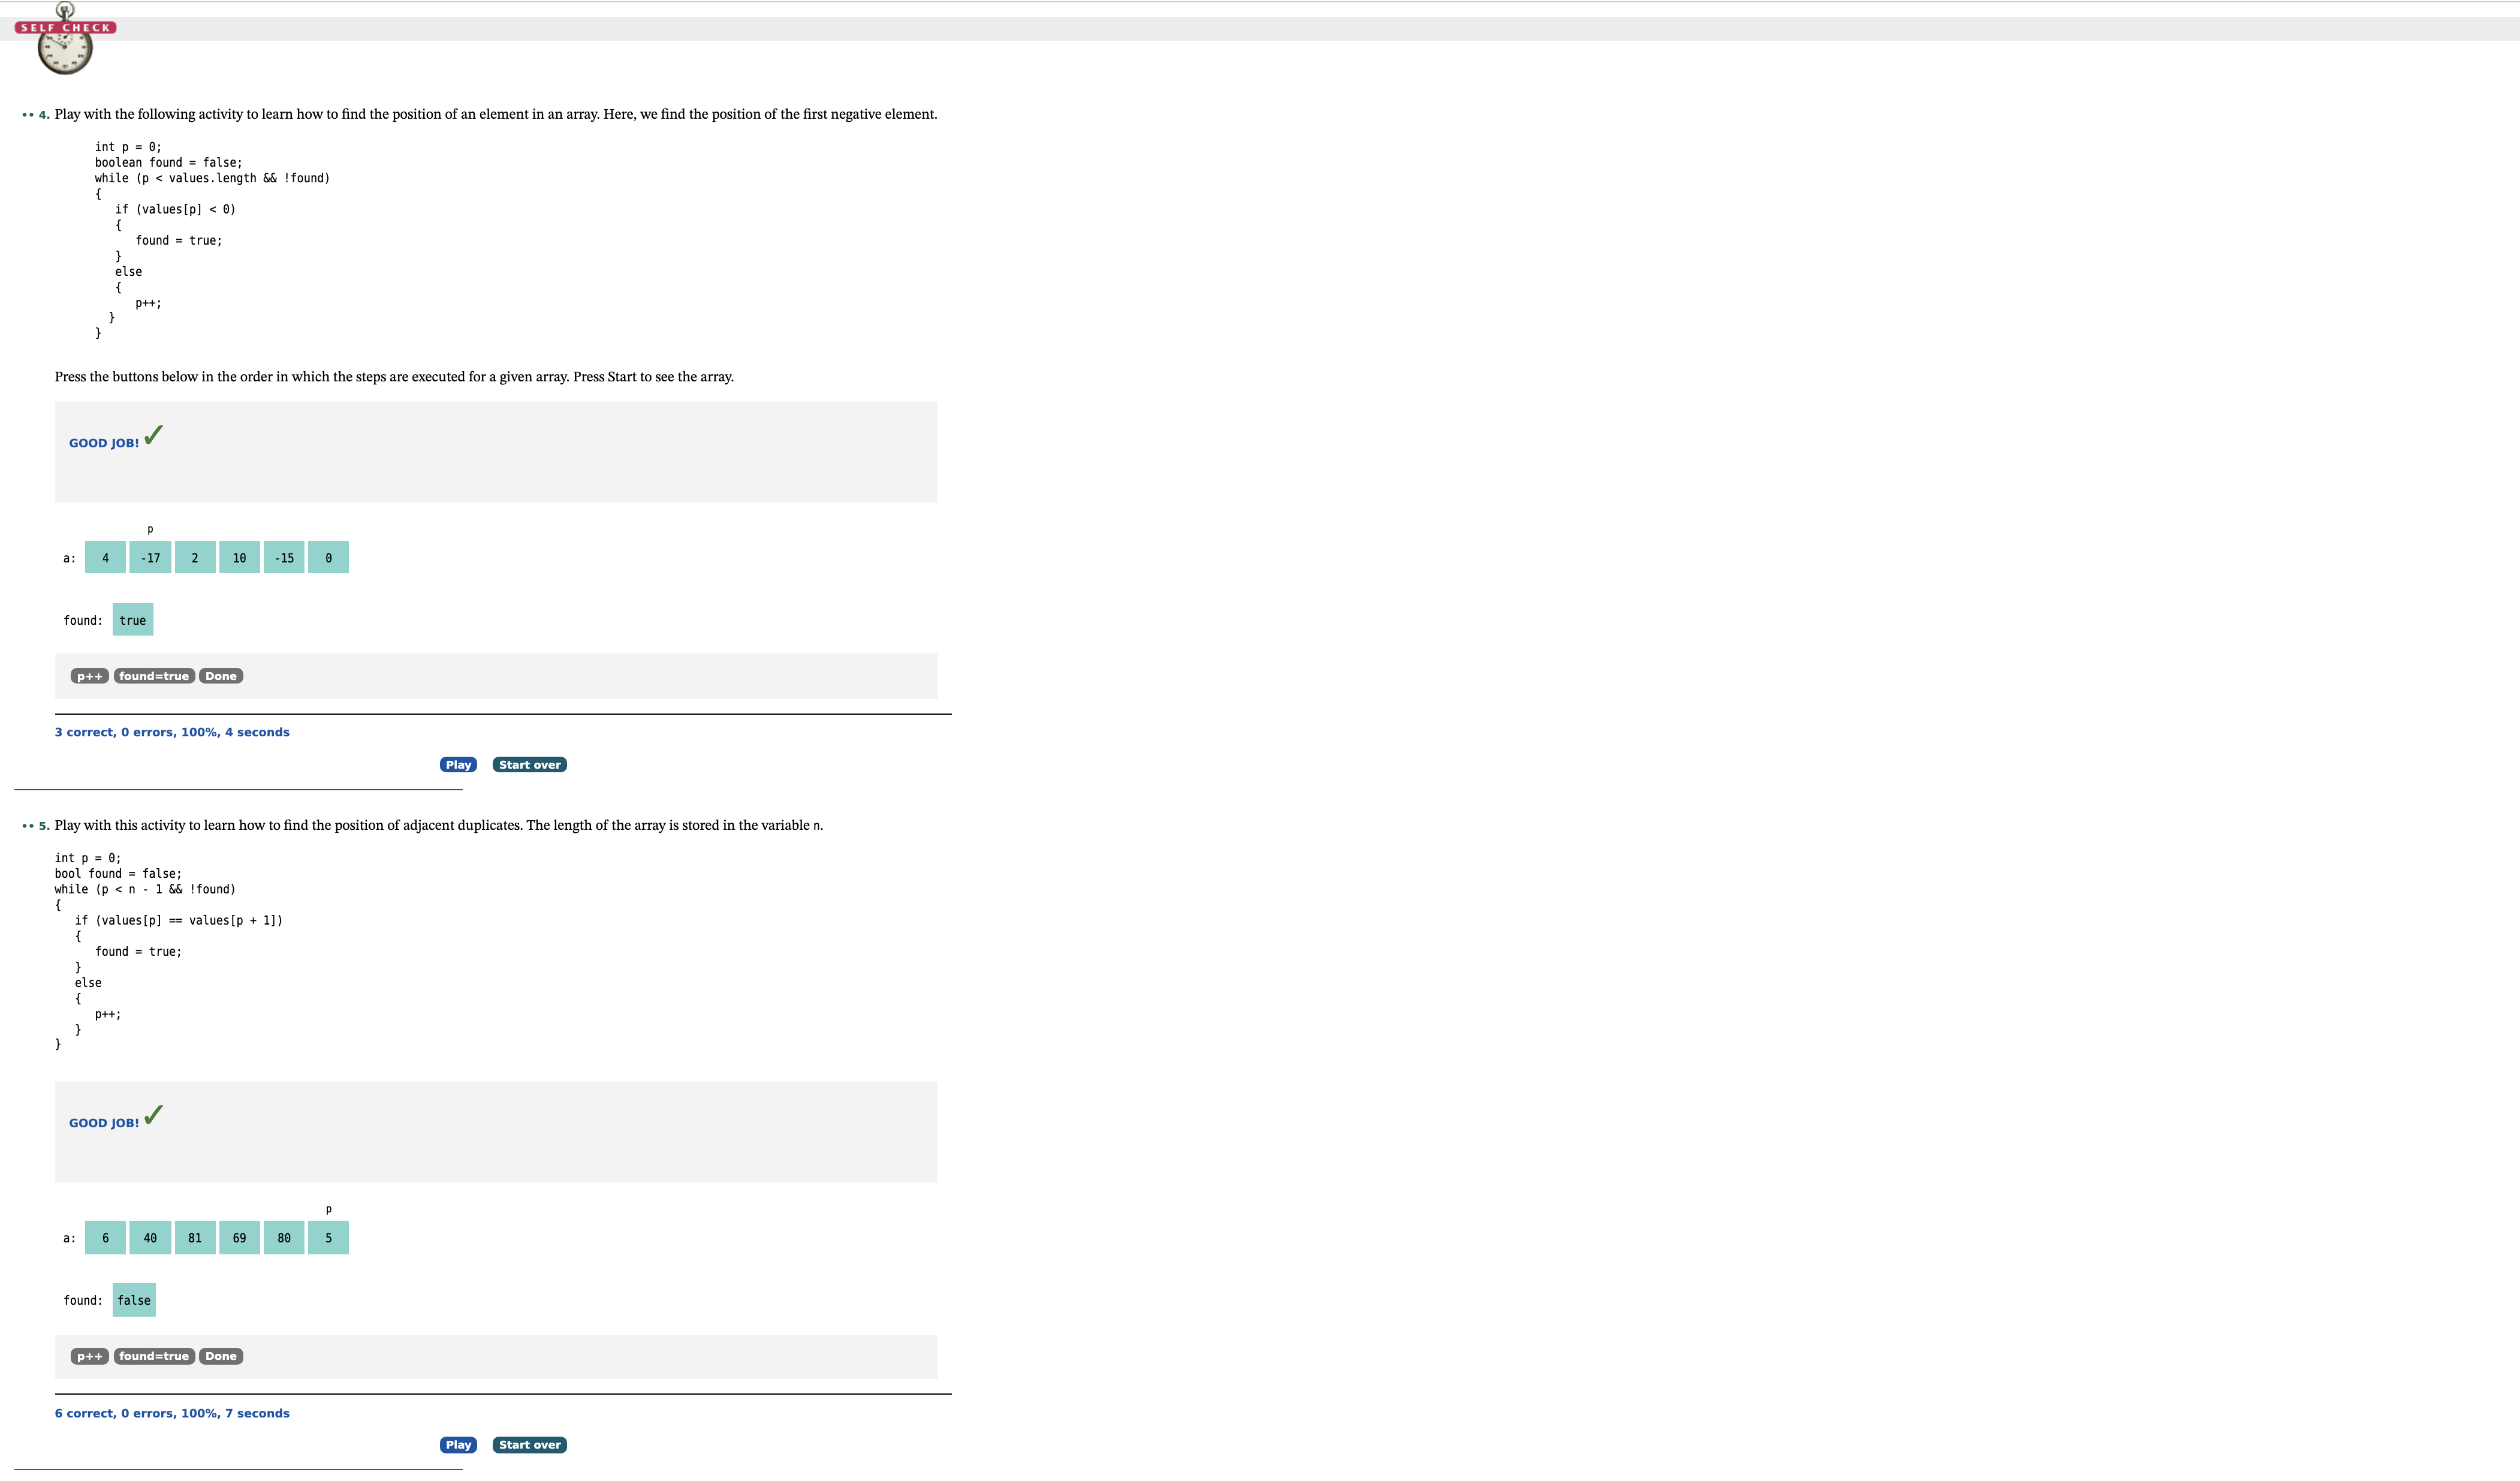 SELF CHECK
•• 4. Play with the following activity to learn how to find the position of an element in an array. Here, we find the position of the first negative element.
int p = 0;
boolean found = false;
while (p < values.length && !found)
{
   if (values[p] < 0)
   {
      found = true;
   }
   else
   {
      p++;
  }
}
Press the buttons below in the order in which the steps are executed for a given array. Press Start to see the array.
GOOD JOB! ✓
p
a: 4 -17 2 10 -15 0
found: true
p++ found=true Done
3 correct, 0 errors, 100%, 4 seconds
Play Start over
•• 5. Play with this activity to learn how to find the position of adjacent duplicates. The length of the array is stored in the variable n.
int p = 0;
bool found = false;
while (p < n - 1 && !found)
{
   if (values[p] == values[p + 1])
   {
      found = true;
   }
   else
   {
      p++;
   }
}
GOOD JOB! ✓
p
a: 6 40 81 69 80 5
found: false
p++ found=true Done
6 correct, 0 errors, 100%, 7 seconds
Play Start over